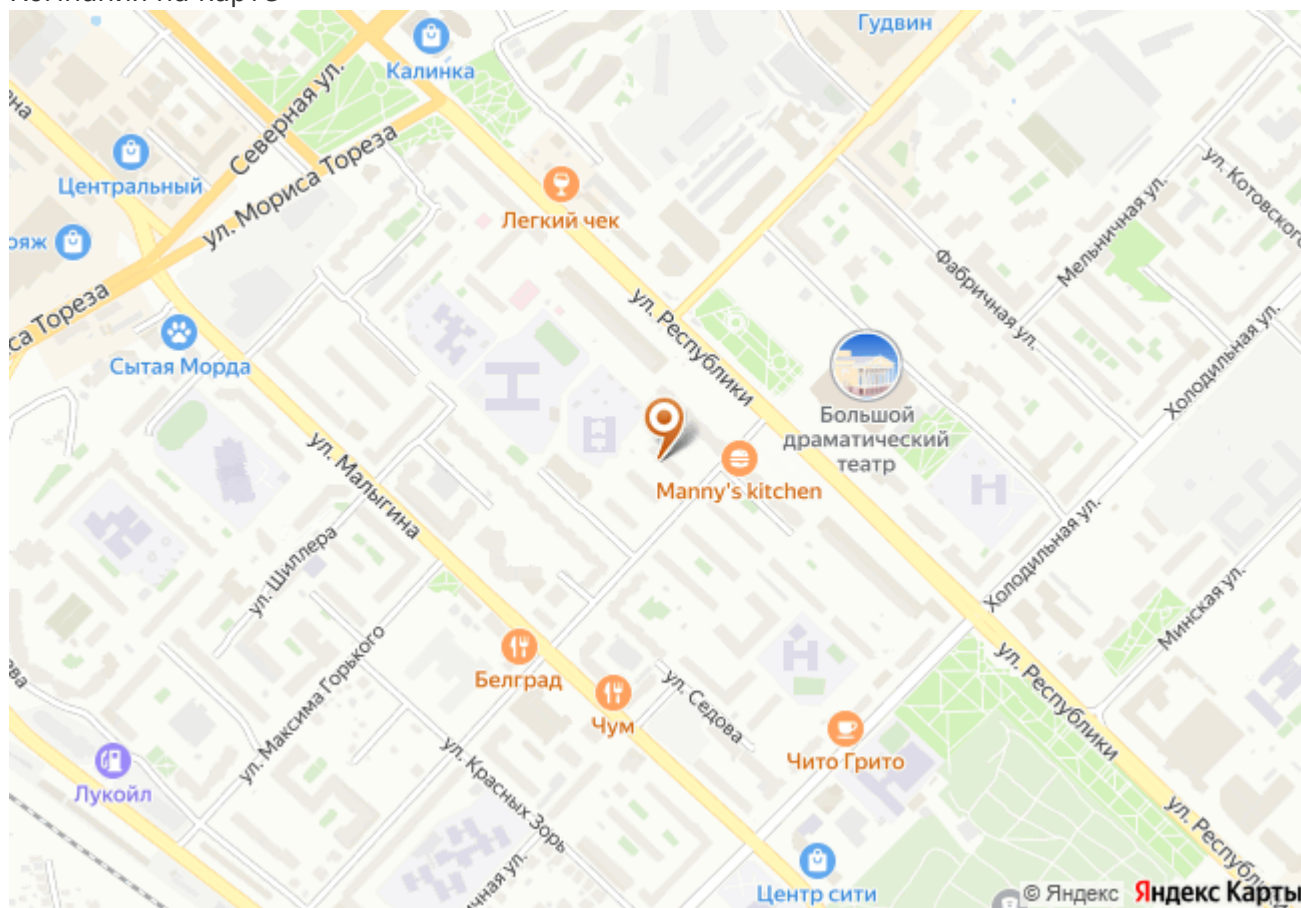 Гудвин
Калинка
Северная ул.
ул. Мориса Тореза
Центральный
Легкий чек
ул. Котовского
Мельничная ул.
Фабричная ул.
ул. Республики
са Тореза
Сытая Морда
Холодильная ул.
Большой
драматический
театр
Manny's kitchen
ул. Малыгина
ул. Шиллера
Холодильная ул.
Минская ул.
ул. Максима Горького
Белград
ул. Седова
Чум
ул. Республики
Чито Грито
Лукойл
ул. Красных Зорь
ул. Респуб
Центр сити
© Яндекс Яндекс Карты